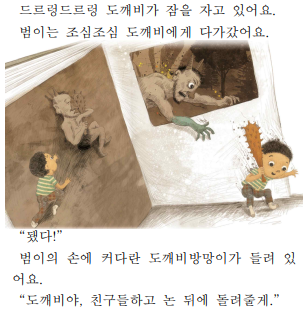 드르렁드르렁 도깨비가 잠을 자고 있어요.
범이는 조심조심 도깨비에게 다가갔어요.
“됐다!”
범이의 손에 커다란 도깨비방망이가 들려 있
어요.
“도깨비야, 친구들하고 논 뒤에 돌려줄게.”